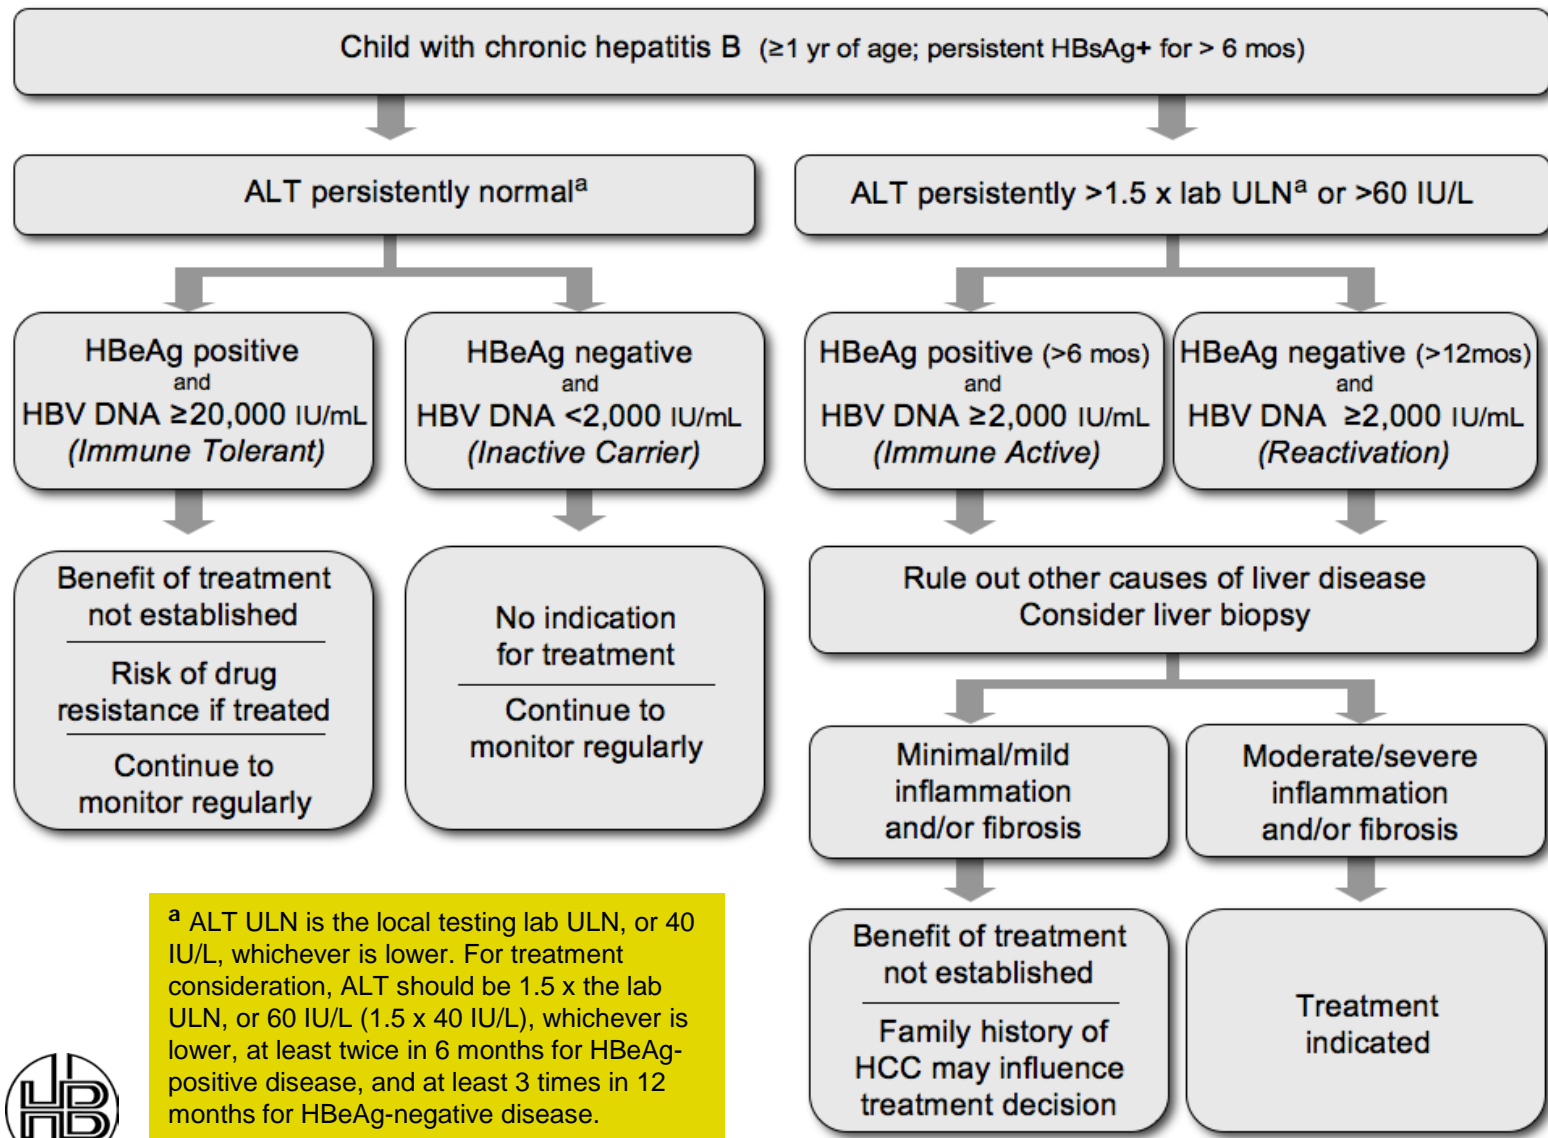 Child with chronic hepatitis B (≥1 yr of age; persistent HBsAg+ for > 6 mos)
ALT persistently normalᵃ
ALT persistently >1.5 x lab ULNᵃ or >60 IU/L
HBeAg positive
and
HBV DNA ≥20,000 IU/mL
(Immune Tolerant)
HBeAg negative
and
HBV DNA <2,000 IU/mL
(Inactive Carrier)
HBeAg positive (>6 mos)
and
HBV DNA ≥2,000 IU/mL
(Immune Active)
HBeAg negative (>12mos)
and
HBV DNA ≥2,000 IU/mL
(Reactivation)
Benefit of treatment
not established
Risk of drug
resistance if treated
Continue to
monitor regularly
No indication
for treatment
Continue to
monitor regularly
Rule out other causes of liver disease
Consider liver biopsy
Minimal/mild
inflammation
and/or fibrosis
Moderate/severe
inflammation
and/or fibrosis
Benefit of treatment
not established
Family history of
HCC may influence
treatment decision
Treatment
indicated
ᵃ ALT ULN is the local testing lab ULN, or 40
IU/L, whichever is lower. For treatment
consideration, ALT should be 1.5 x the lab
ULN, or 60 IU/L (1.5 x 40 IU/L), whichever is
lower, at least twice in 6 months for HBeAg-
positive disease, and at least 3 times in 12
months for HBeAg-negative disease.
HB